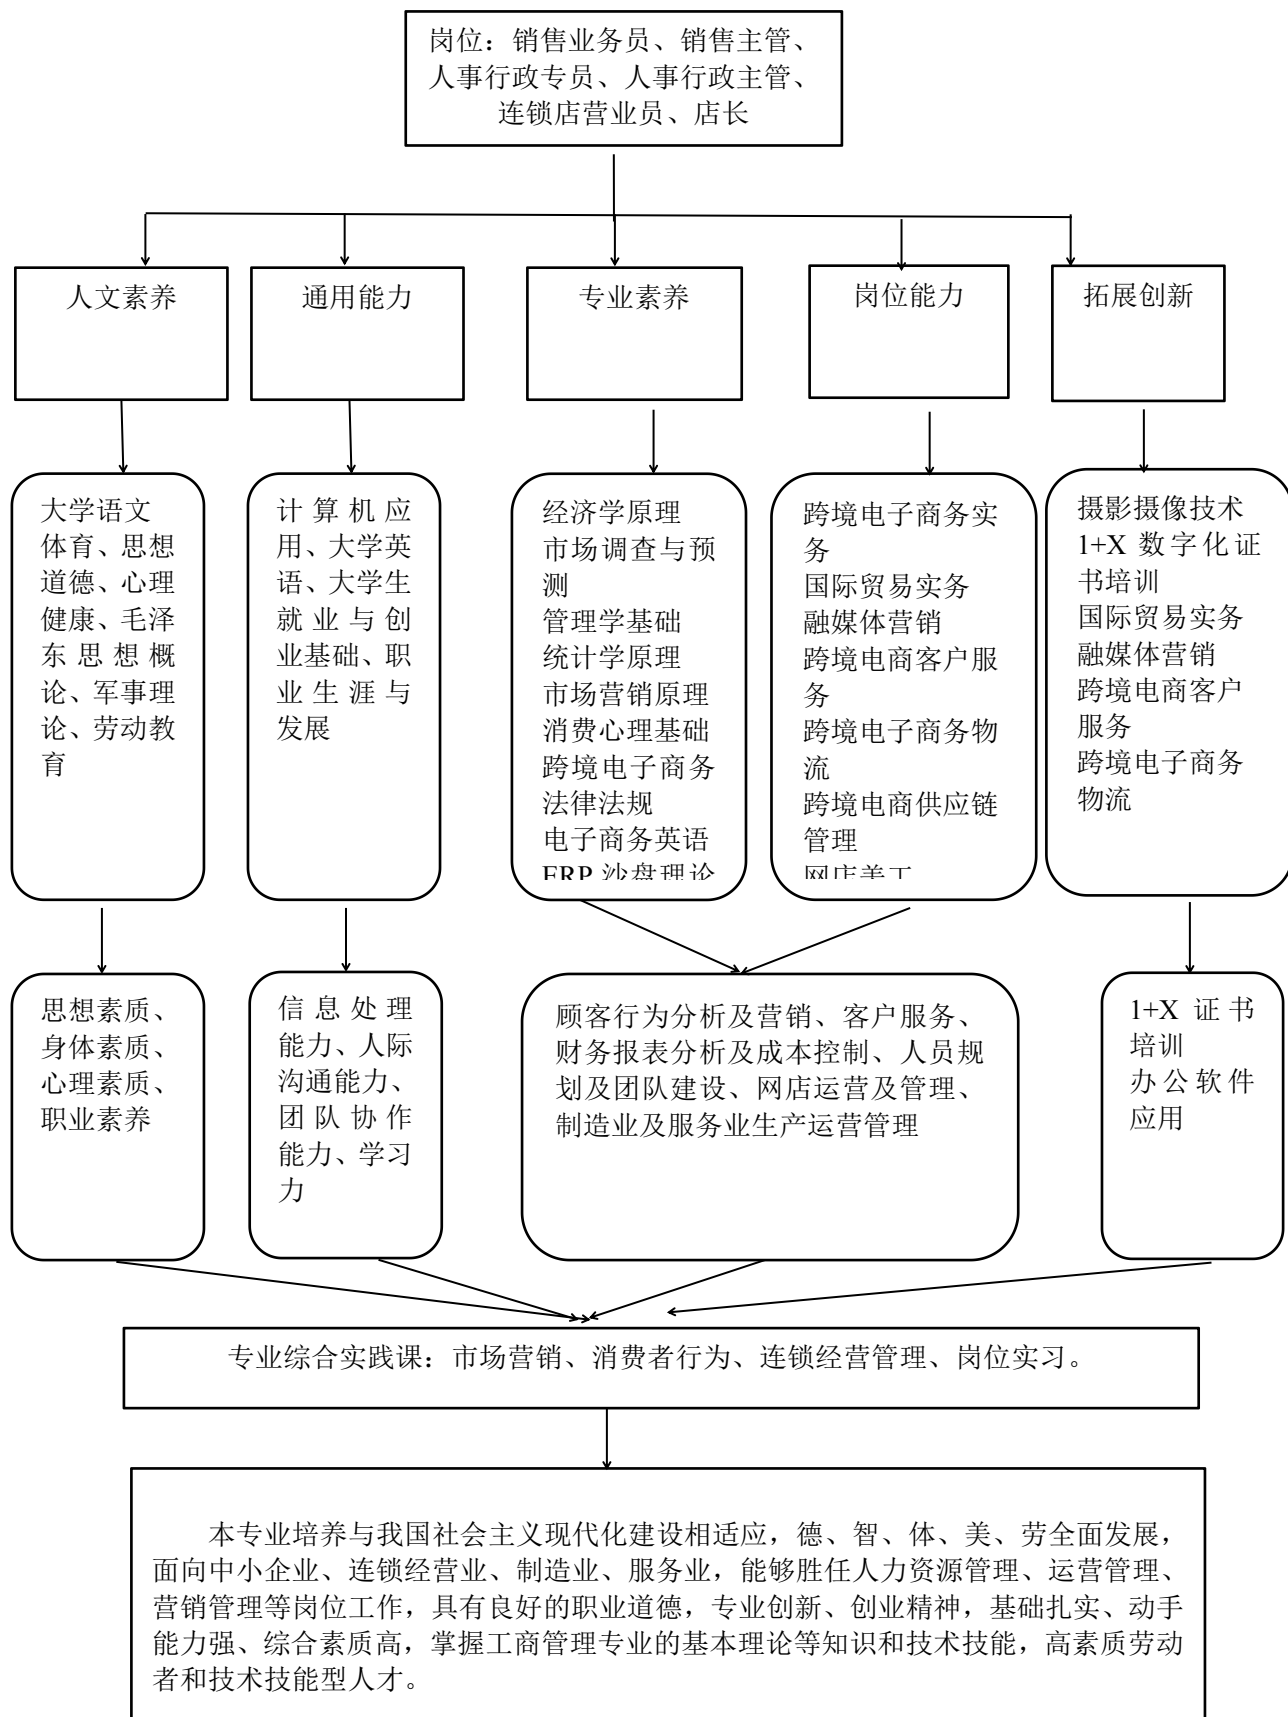 岗位：销售业务员、销售主管、
人事行政专员、人事行政主管、
连锁店营业员、店长
人文素养
通用能力
专业素养
岗位能力
拓展创新
大学语文
体育、思想
道德、心理
健康、毛泽
东思想概
论、军事理
论、劳动教
育
计算机应
用、大学英
语、大学生
就业与创
业基础、职
业生涯与
发展
经济学原理
市场调查与预
测
管理学基础
统计学原理
市场营销原理
消费心理基础
跨境电子商务
法律法规
电子商务英语
ERP 沙盘理论
跨境电子商务实
务
国际贸易实务
融媒体营销
跨境电商客户服
务
跨境电子商务物
流
跨境电商供应链
管理
网店美工
摄影摄像技术
1+X 数字化证
书培训
国际贸易实务
融媒体营销
跨境电商客户
服务
跨境电子商务
物流
思想素质、
身体素质、
心理素质、
职业素养
信息处理
能力、人际
沟通能力、
团队协作
能力、学习
力
顾客行为分析及营销、客户服务、
财务报表分析及成本控制、人员规
划及团队建设、网店运营及管理、
制造业及服务业生产运营管理
1+X 证书
培训
办公软件
应用
专业综合实践课：市场营销、消费者行为、连锁经营管理、岗位实习。
本专业培养与我国社会主义现代化建设相适应，德、智、体、美、劳全面发展，
面向中小企业、连锁经营业、制造业、服务业，能够胜任人力资源管理、运营管理、
营销管理等岗位工作，具有良好的职业道德，专业创新、创业精神，基础扎实、动手
能力强、综合素质高，掌握工商管理专业的基本理论等知识和技术技能，高素质劳动
者和技术技能型人才。